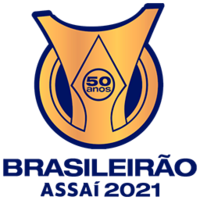 50
anos
BRASILEIRÃO
ASSAÍ 2021